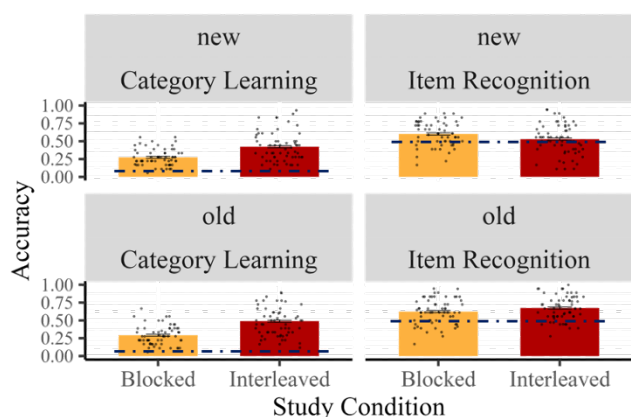 new
Category Learning
new
Item Recognition
1.00
0.75
0.50
0.25
0.00
old
Category Learning
old
Item Recognition
1.00
0.75
0.50
0.25
0.00
Accuracy
Blocked
Interleaved
Blocked
Interleaved
Study Condition